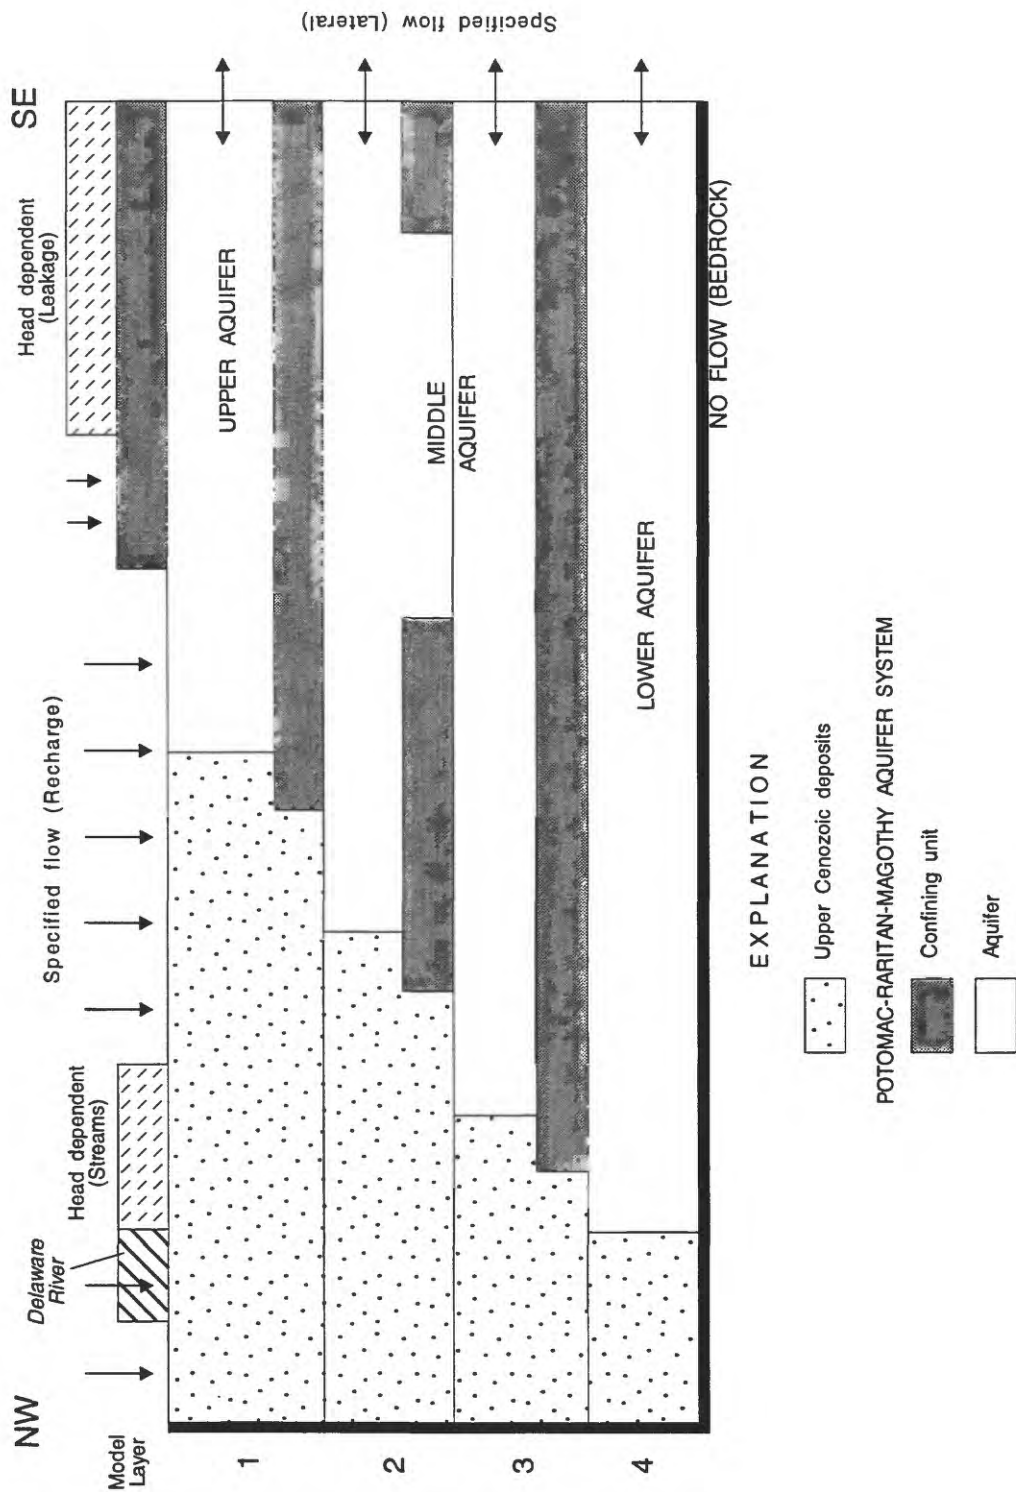 NW
SE
Delaware
River
Head dependent
(Streams)
Specified flow (Recharge)
Head dependent
(Leakage)
Model
Layer
1
2
3
4
UPPER AQUIFER
MIDDLE
AQUIFER
LOWER AQUIFER
Specified flow (Lateral)
NO FLOW (BEDROCK)
EXPLANATION
Upper Cenozoic deposits
POTOMAC-RARITAN-MAGOTHY AQUIFER SYSTEM
Confining unit
Aquifer